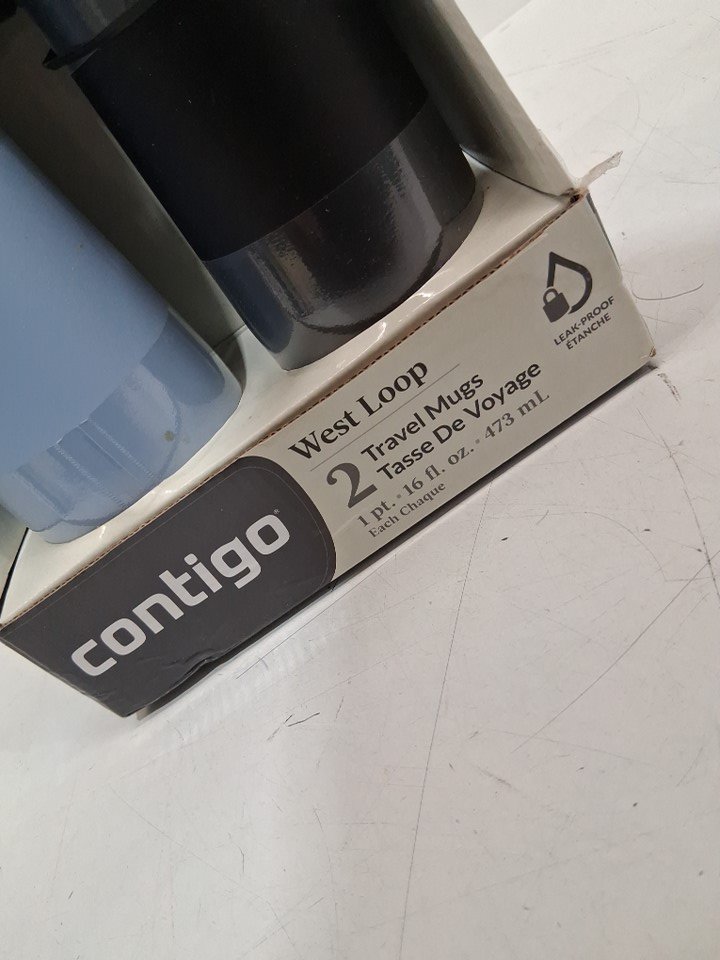 contigo
West Loop
2 Travel Mugs
Tasse De Voyage
1 pt. • 16 fl. oz. • 473 mL
Each Chaque
LEAK-PROOF
ÉTANCHE